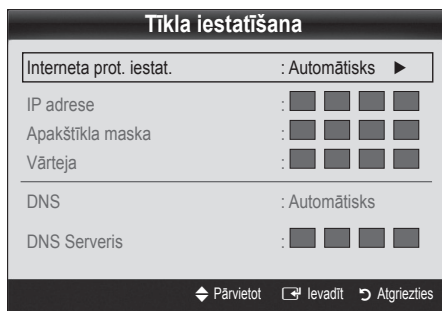 Tīkla iestatīšana
Interneta prot. iestat. : Automātisks ►
IP adrese :
Apakštīkla maska :
Vārteja :
DNS : Automātisks
DNS Serveris :
Pārvietot Ievadīt Atgriezties